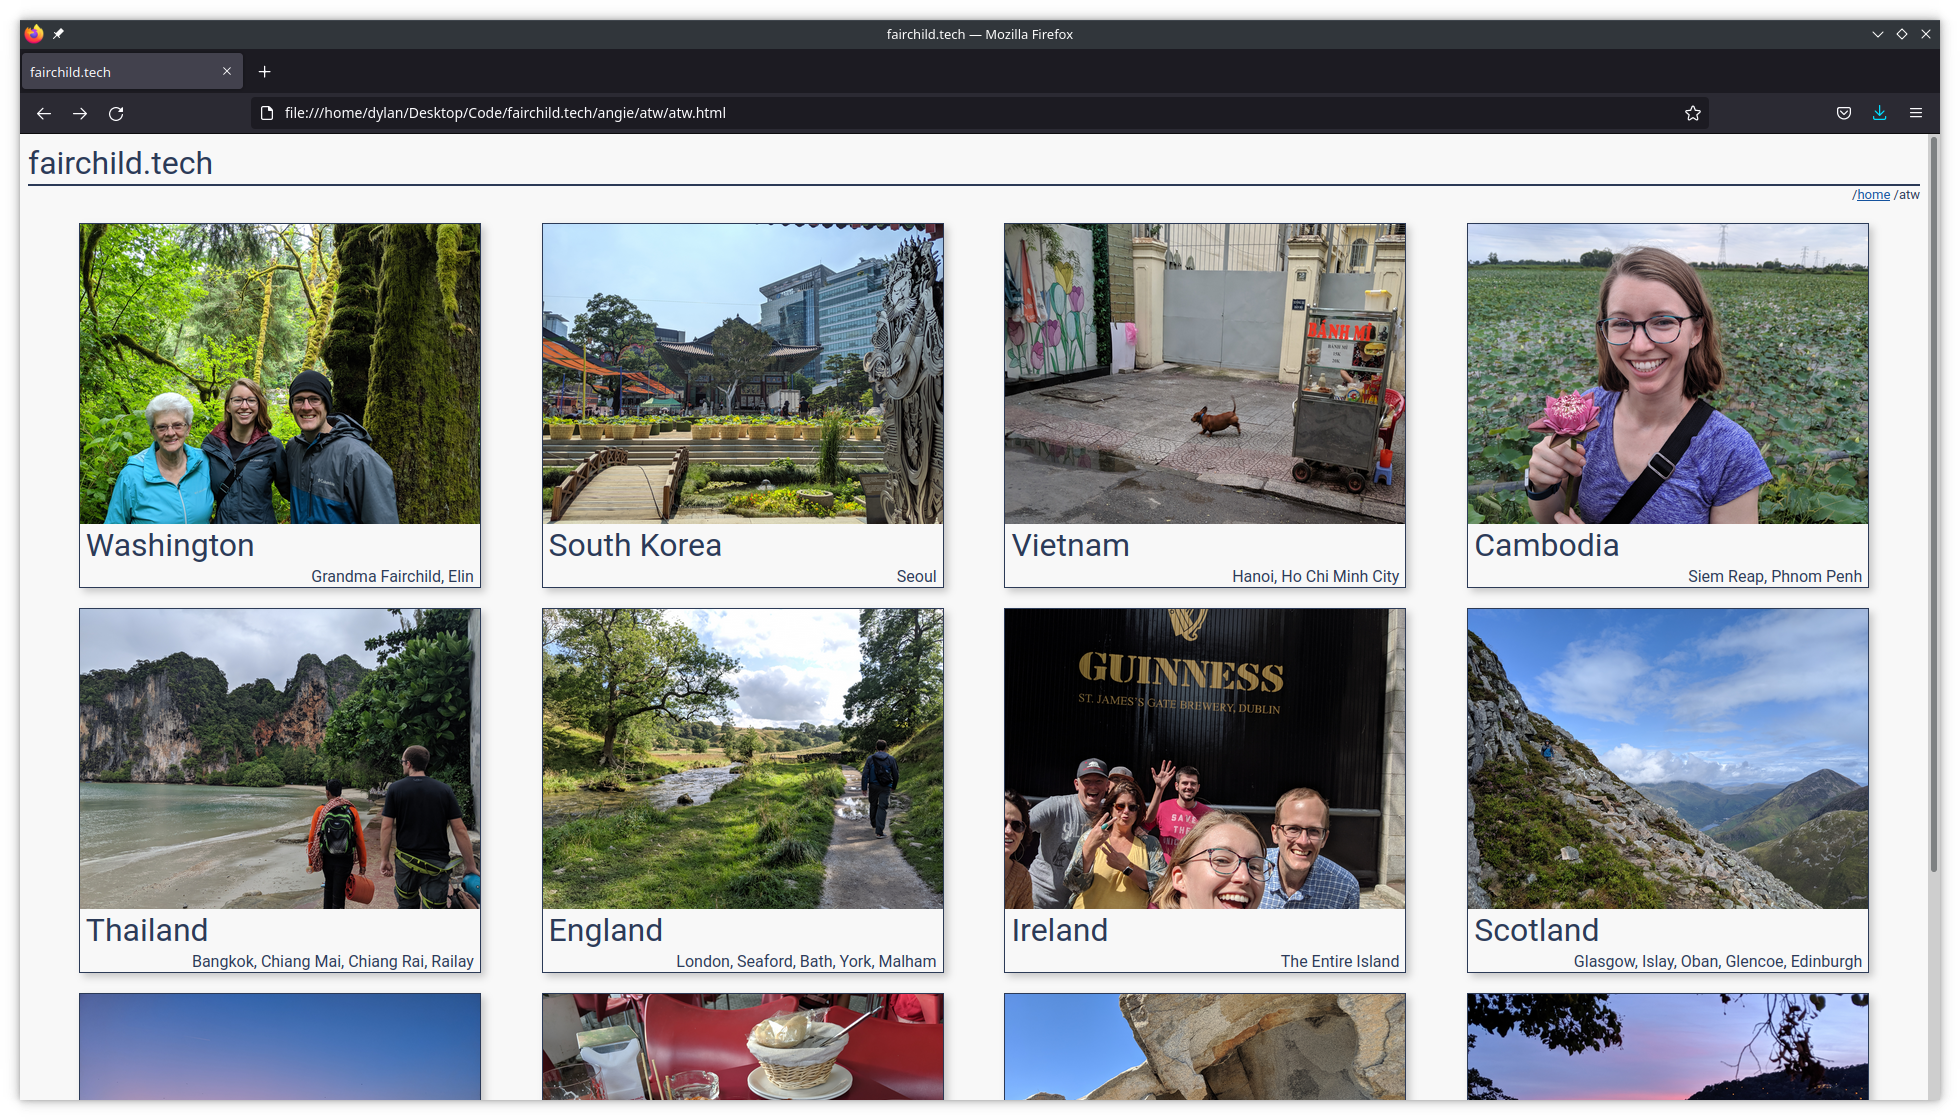 fairchild.tech — Mozilla Firefox
fairchild.tech
file:///home/dylan/Desktop/Code/fairchild.tech/angie/atw/atw.html
fairchild.tech
/home /atw
BÁNH MÌ
BÁNH MÌ
Washington
Grandma Fairchild, Elin
South Korea
Seoul
Vietnam
Hanoi, Ho Chi Minh City
Cambodia
Siem Reap, Phnom Penh
GUINNESS
ST. JAMES'S GATE BREWERY, DUBLIN
SAVE
THE
Thailand
Bangkok, Chiang Mai, Chiang Rai, Railay
England
London, Seaford, Bath, York, Malham
Ireland
The Entire Island
Scotland
Glasgow, Islay, Oban, Glencoe, Edinburgh